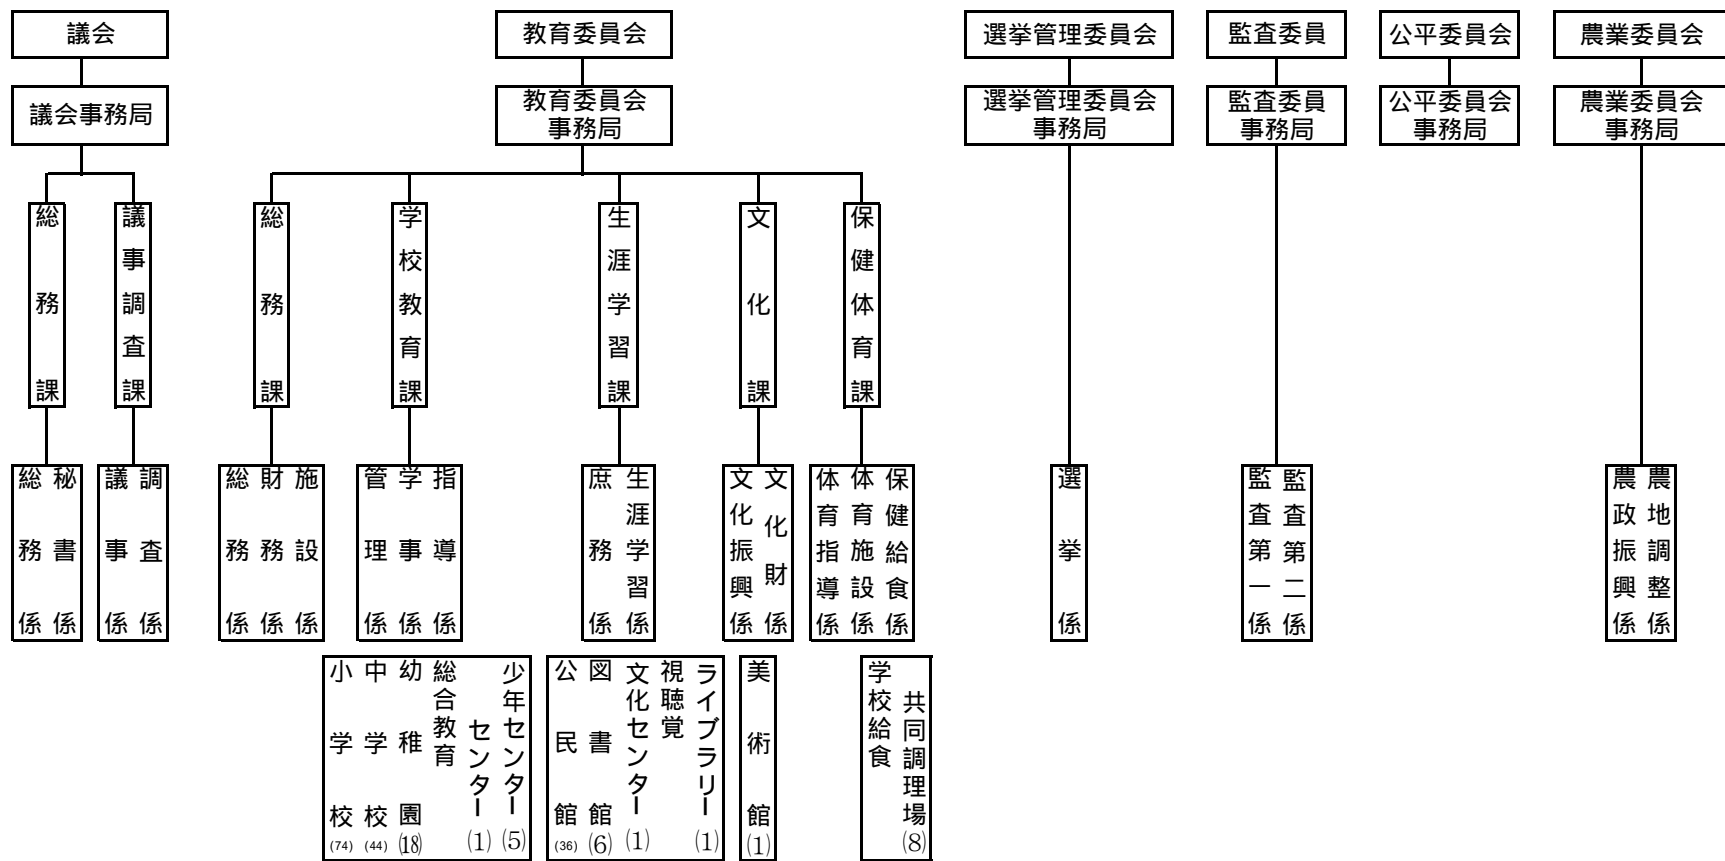 議会
教育委員会
選挙管理委員会
監査委員
公平委員会
農業委員会
議会事務局
教育委員会
事務局
選挙管理委員会
事務局
監査委員
事務局
公平委員会
事務局
農業委員会
事務局
総務課
議事調査課
総務課
学校教育課
生涯学習課
文化課
保健体育課
総務係
秘書係
議事係
調査係
総務係
財務係
施設係
管理係
学事係
指導係
庶務係
生涯学習係
文化振興係
文化財係
体育指導係
体育施設係
保健給食係
選挙係
監査第一係
監査第二係
農政振興係
農地調整係
小学校(74)
中学校(44)
幼稚園(18)
総合教育
センター(1)
少年センター(5)
公民館(36)
図書館(6)
文化センター(1)
視聴覚
ライブラリー(1)
美術館(1)
学校給食
共同調理場(8)